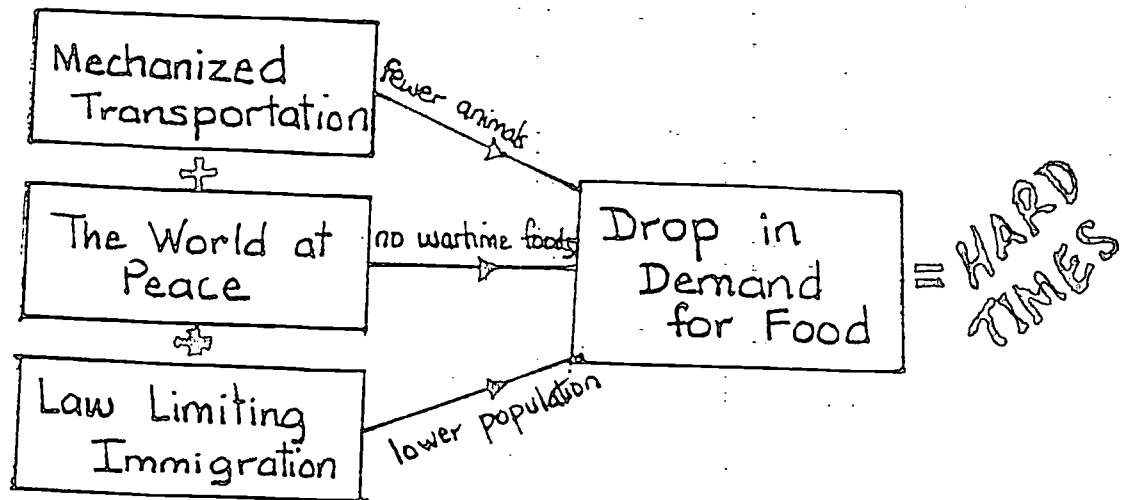 Mechanized
Transportation
fewer animals
+
The World at
Peace
no wartime foods
+
Law Limiting
Immigration
lower population
Drop in
Demand
for Food
=
HARD
TIMES